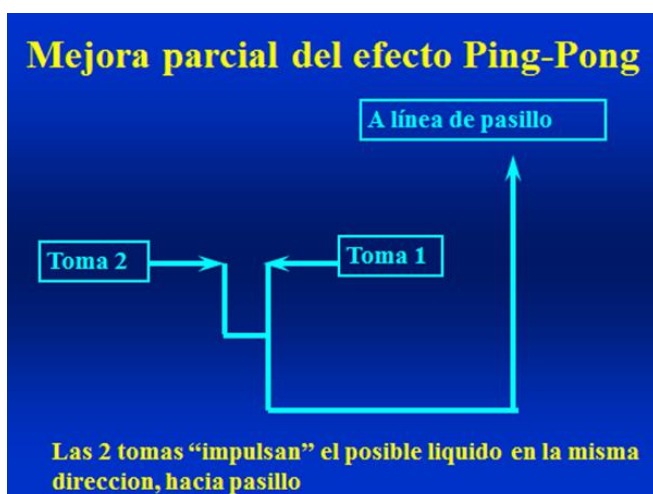 Mejora parcial del efecto Ping-Pong
A línea de pasillo
Toma 2
Toma 1
Las 2 tomas “impulsan” el posible liquido en la misma
direccion, hacia pasillo